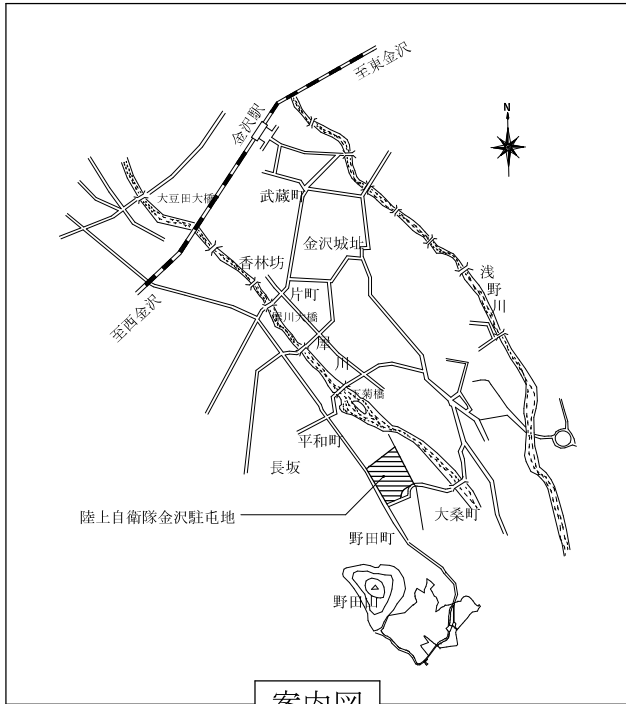 至東金沢
N
金沢駅
大豆田大橋
武蔵町
金沢城址
香林坊
浅野川
片町
至西金沢
犀川大橋
犀川
下菊橋
平和町
長坂
陸上自衛隊金沢駐屯地
大桑町
野田町
野田山
案内図